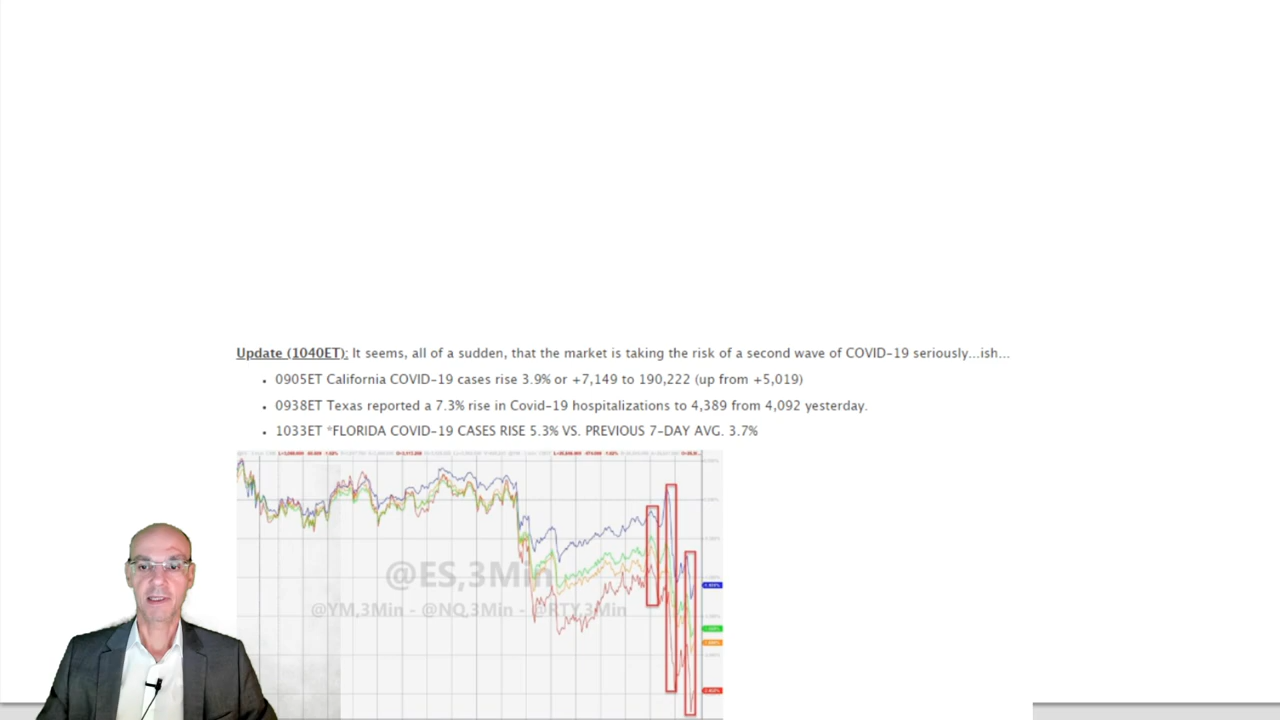 Update (1040ET): It seems, all of a sudden, that the market is taking the risk of a second wave of COVID-19 seriously...ish...
• 0905ET California COVID-19 cases rise 3.9% or +7,149 to 190,222 (up from +5,019)
• 0938ET Texas reported a 7.3% rise in Covid-19 hospitalizations to 4,389 from 4,092 yesterday.
• 1033ET *FLORIDA COVID-19 CASES RISE 5.3% VS. PREVIOUS 7-DAY AVG. 3.7%
@ES,3Min
@YM,3Min - @NQ,3Min - @RTY,3Min